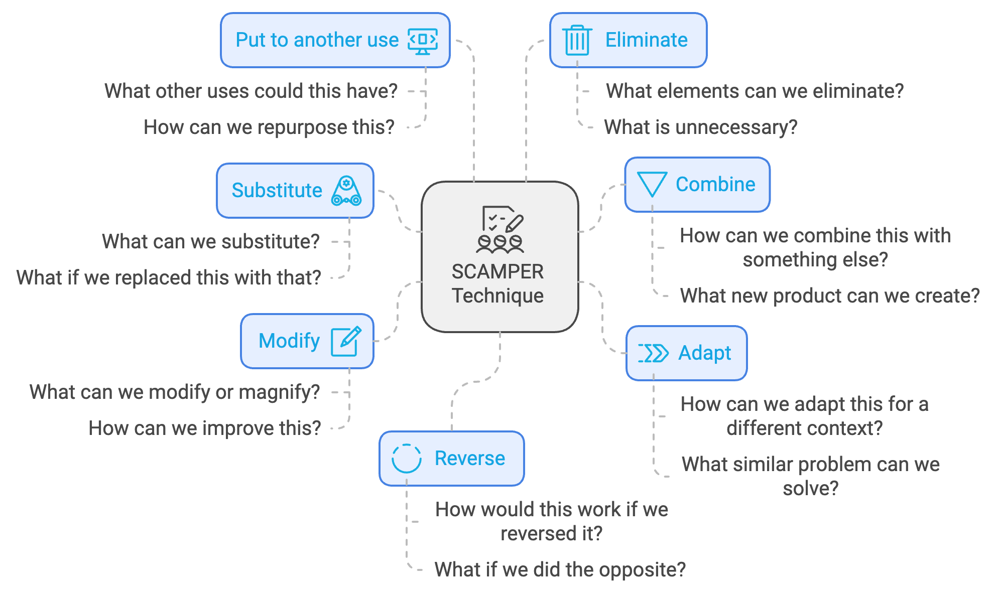 Put to another use
What other uses could this have?
How can we repurpose this?
Eliminate
What elements can we eliminate?
What is unnecessary?
Substitute
What can we substitute?
What if we replaced this with that?
Combine
How can we combine this with
something else?
What new product can we create?
SCAMPER
Technique
Modify
What can we modify or magnify?
How can we improve this?
Adapt
How can we adapt this for a
different context?
What similar problem can we
solve?
Reverse
How would this work if we
reversed it?
What if we did the opposite?